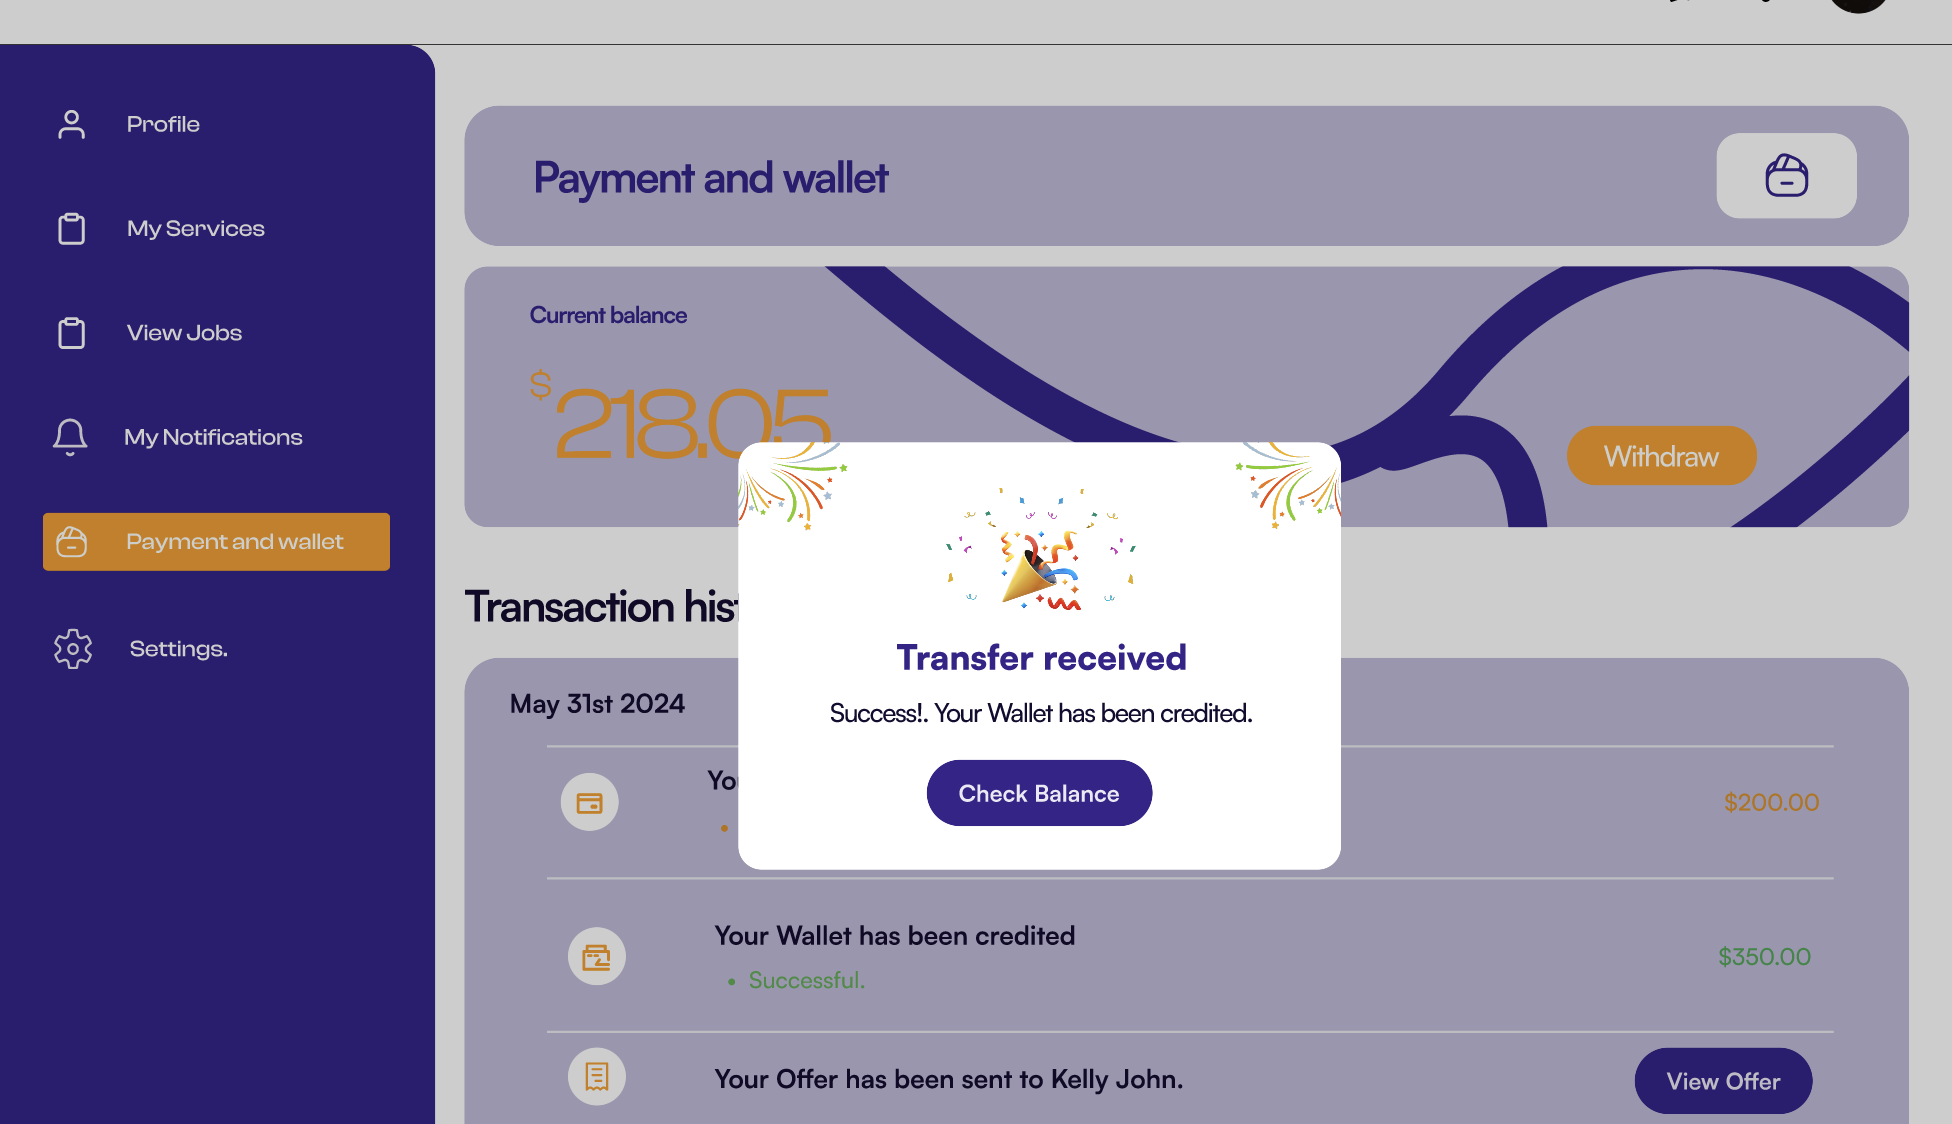 Profile
My Services
View Jobs
My Notifications
Payment and wallet
Settings.
Payment and wallet
Current balance
$218.05
Withdraw
Transaction
Transfer received
Success!. Your Wallet has been credited.
Check Balance
May 31st 2024
$200.00
Your Wallet has been credited
• Successful.
$350.00
Your Offer has been sent to Kelly John.
View Offer